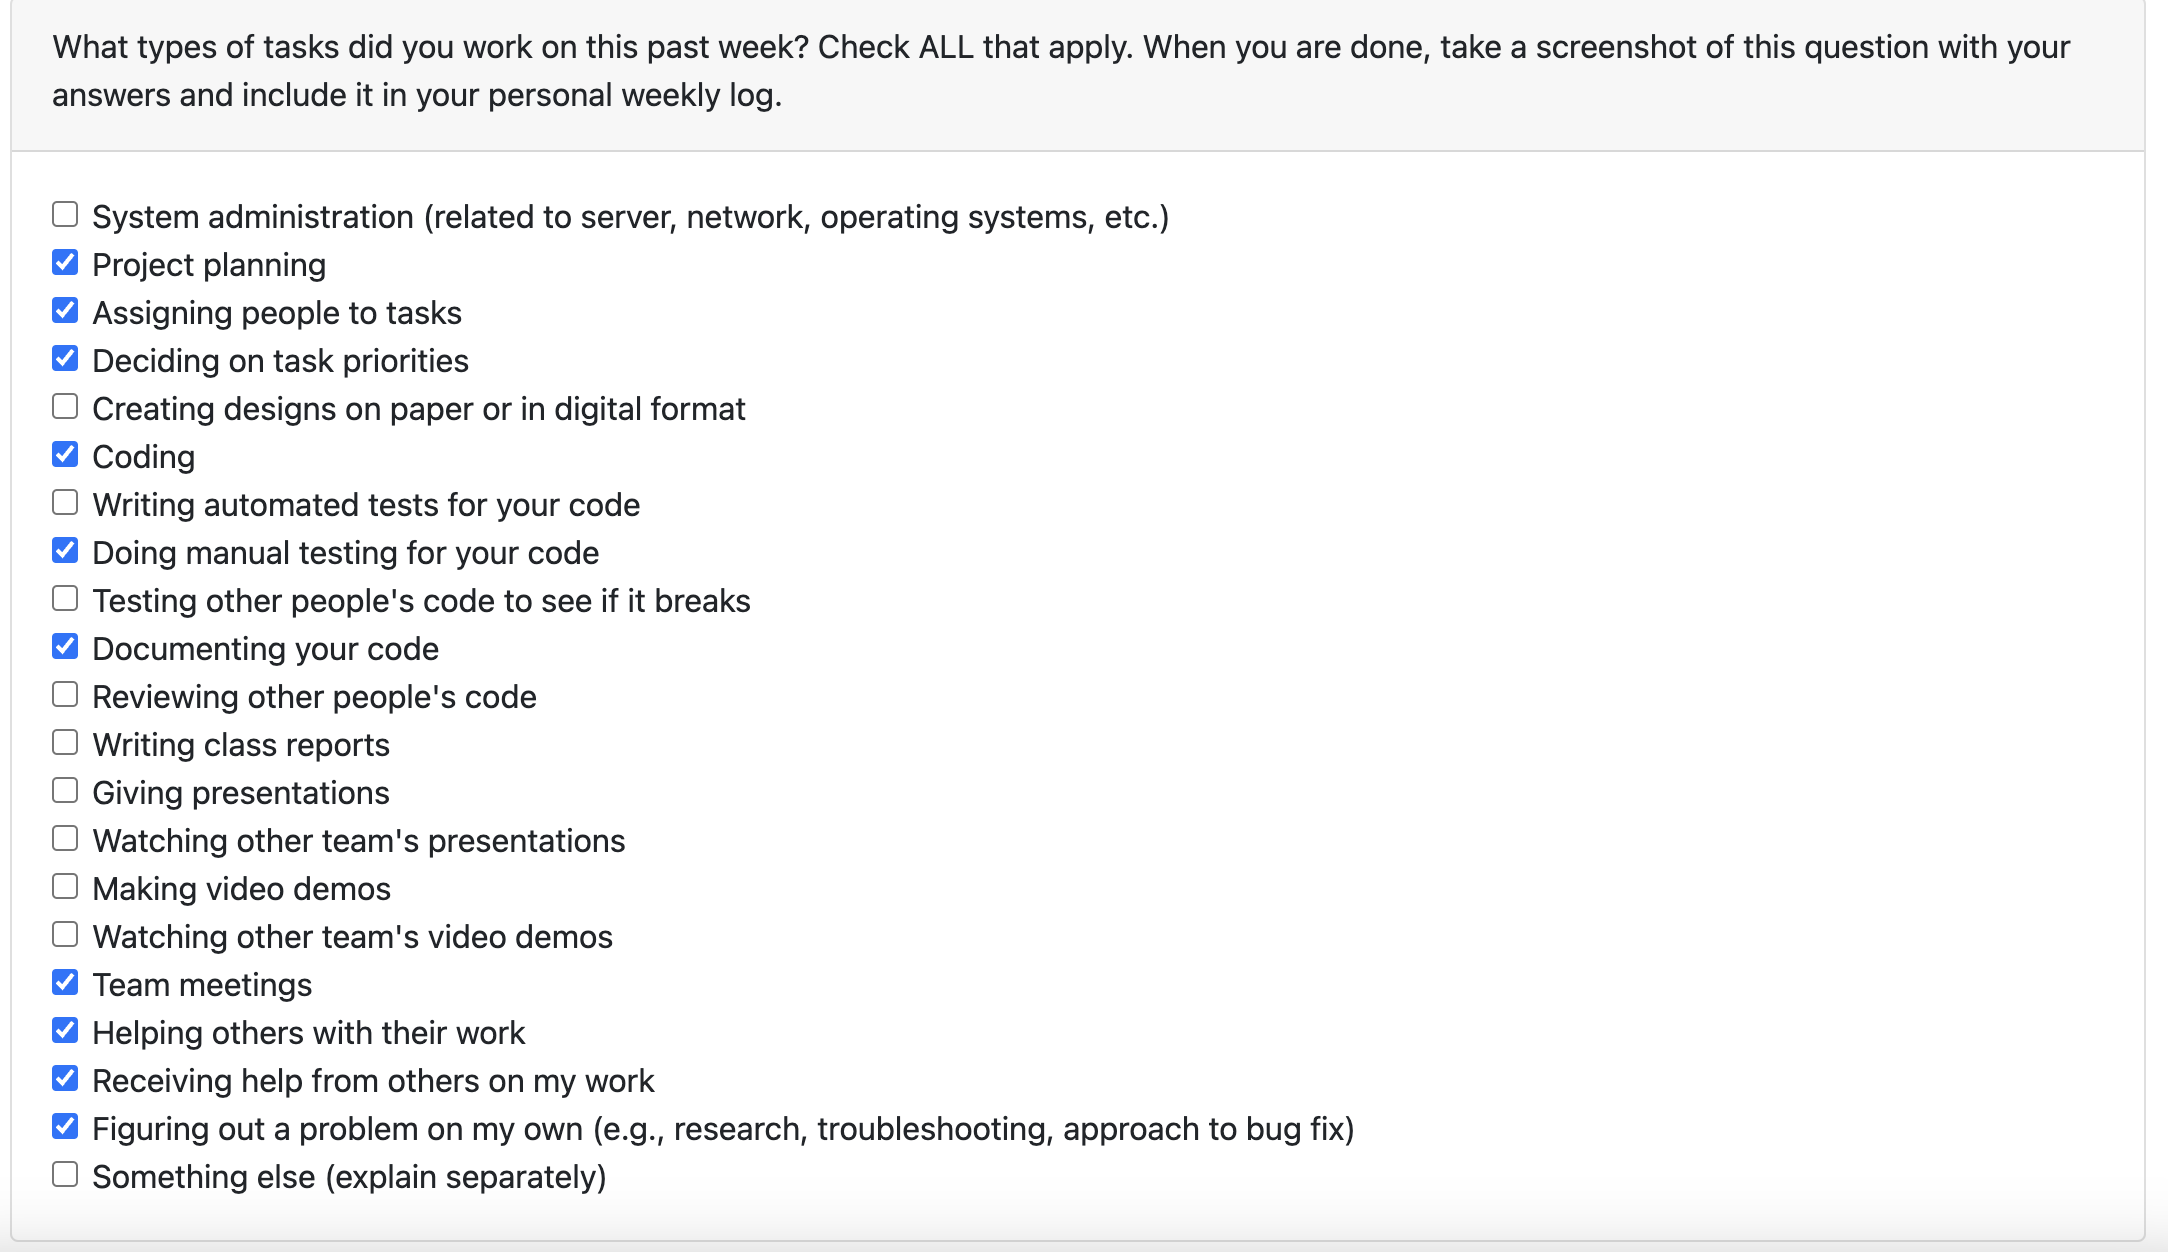 What types of tasks did you work on this past week? Check ALL that apply. When you are done, take a screenshot of this question with your
answers and include it in your personal weekly log.
System administration (related to server, network, operating systems, etc.)
Project planning
Assigning people to tasks
Deciding on task priorities
Creating designs on paper or in digital format
Coding
Writing automated tests for your code
Doing manual testing for your code
Testing other people's code to see if it breaks
Documenting your code
Reviewing other people's code
Writing class reports
Giving presentations
Watching other team's presentations
Making video demos
Watching other team's video demos
Team meetings
Helping others with their work
Receiving help from others on my work
Figuring out a problem on my own (e.g., research, troubleshooting, approach to bug fix)
Something else (explain separately)